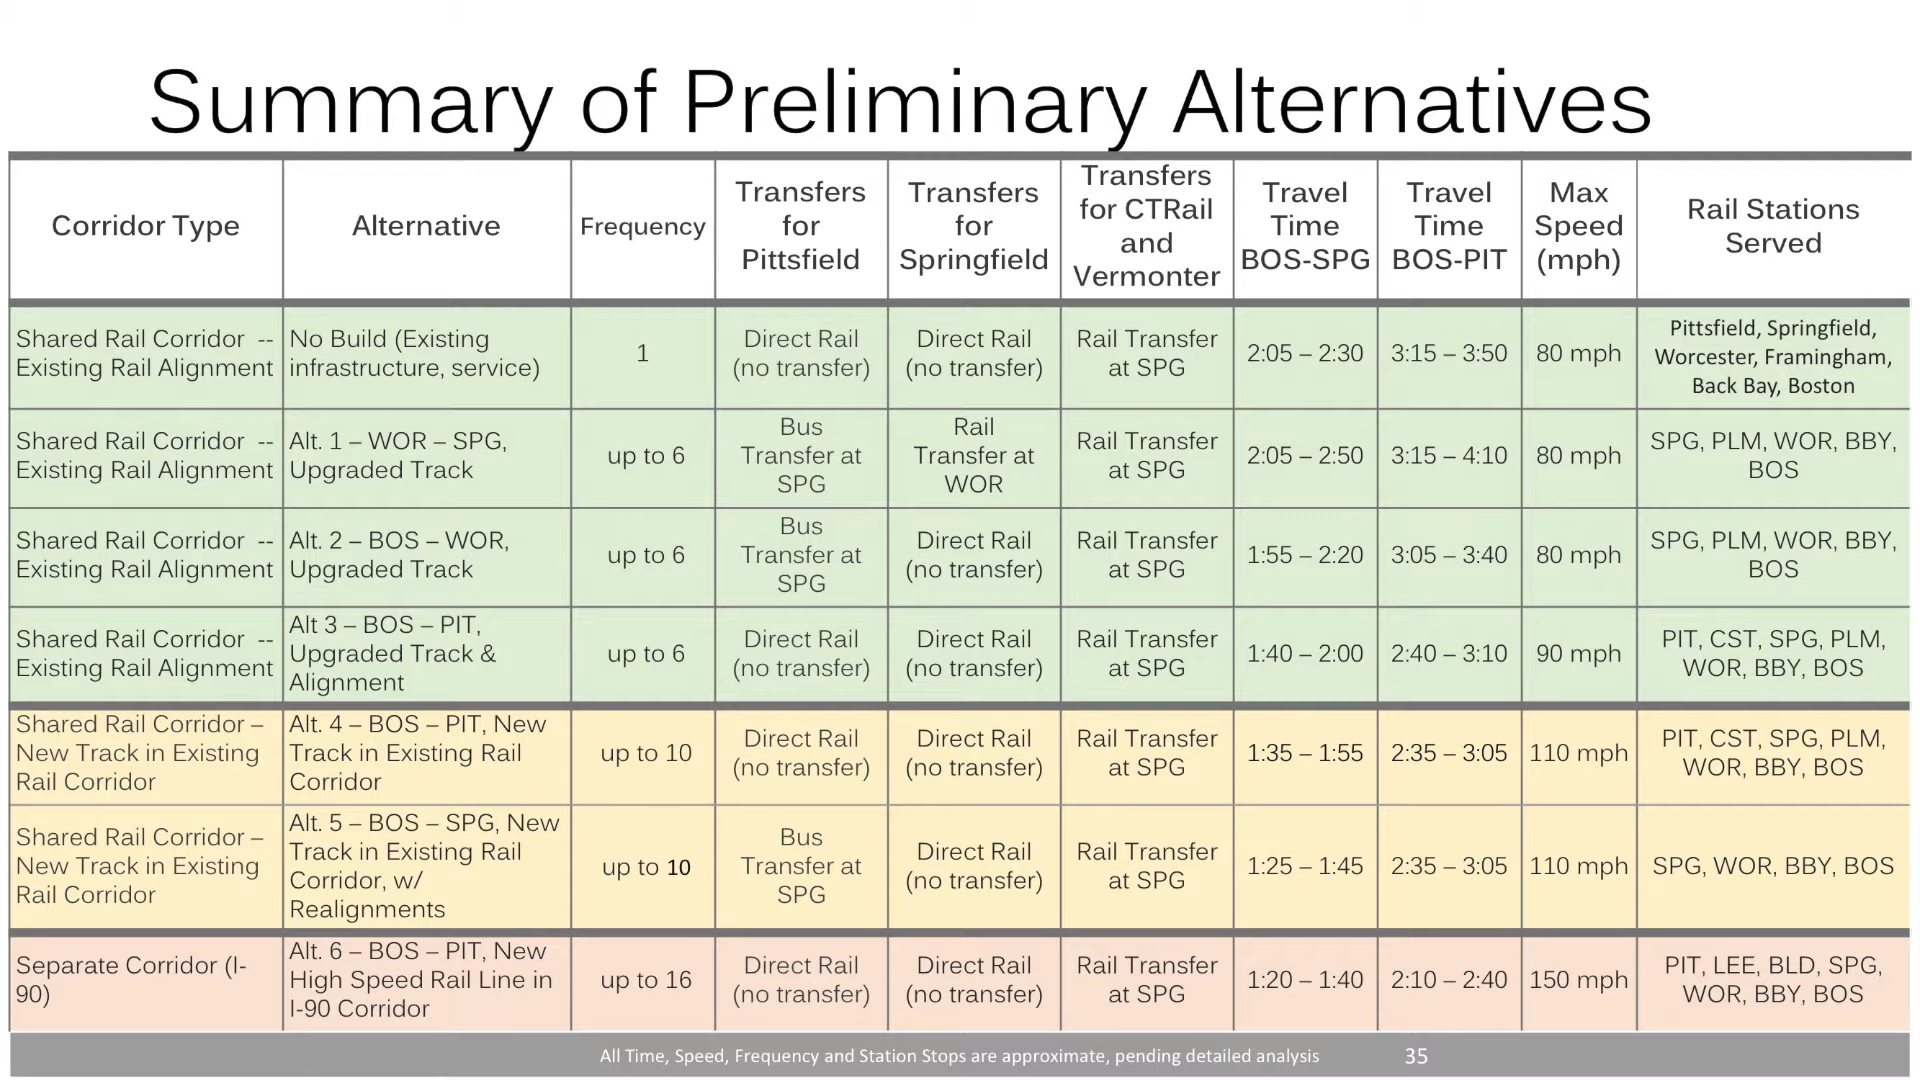 Summary of Preliminary Alternatives
Corridor Type
Alternative
Frequency
Transfers
for
Pittsfield
Transfers
for
Springfield
Transfers
for CTRail
and
Vermonter
Travel
Time
BOS-SPG
Travel
Time
BOS-PIT
Max
Speed
(mph)
Rail Stations
Served
Shared Rail Corridor --
Existing Rail Alignment
No Build (Existing
infrastructure, service)
1
Direct Rail
(no transfer)
Direct Rail
(no transfer)
Rail Transfer
at SPG
2:05 – 2:30
3:15 – 3:50
80 mph
Pittsfield, Springfield,
Worcester, Framingham,
Back Bay, Boston
Shared Rail Corridor --
Existing Rail Alignment
Alt. 1 – WOR – SPG,
Upgraded Track
up to 6
Bus
Transfer at
SPG
Rail
Transfer at
WOR
Rail Transfer
at SPG
2:05 – 2:50
3:15 – 4:10
80 mph
SPG, PLM, WOR, BBY,
BOS
Shared Rail Corridor --
Existing Rail Alignment
Alt. 2 – BOS – WOR,
Upgraded Track
up to 6
Bus
Transfer at
SPG
Direct Rail
(no transfer)
Rail Transfer
at SPG
1:55 – 2:20
3:05 – 3:40
80 mph
SPG, PLM, WOR, BBY,
BOS
Shared Rail Corridor --
Existing Rail Alignment
Alt 3 – BOS – PIT,
Upgraded Track &
Alignment
up to 6
Direct Rail
(no transfer)
Direct Rail
(no transfer)
Rail Transfer
at SPG
1:40 – 2:00
2:40 – 3:10
90 mph
PIT, CST, SPG, PLM,
WOR, BBY, BOS
Shared Rail Corridor –
New Track in Existing
Rail Corridor
Alt. 4 – BOS – PIT, New
Track in Existing Rail
Corridor
up to 10
Direct Rail
(no transfer)
Direct Rail
(no transfer)
Rail Transfer
at SPG
1:35 – 1:55
2:35 – 3:05
110 mph
PIT, CST, SPG, PLM,
WOR, BBY, BOS
Shared Rail Corridor –
New Track in Existing
Rail Corridor
Alt. 5 – BOS – SPG, New
Track in Existing Rail
Corridor, w/
Realignments
up to 10
Bus
Transfer at
SPG
Direct Rail
(no transfer)
Rail Transfer
at SPG
1:25 – 1:45
2:35 – 3:05
110 mph
SPG, WOR, BBY, BOS
Separate Corridor (I-
90)
Alt. 6 – BOS – PIT, New
High Speed Rail Line in
I-90 Corridor
up to 16
Direct Rail
(no transfer)
Direct Rail
(no transfer)
Rail Transfer
at SPG
1:20 – 1:40
2:10 – 2:40
150 mph
PIT, LEE, BLD, SPG,
WOR, BBY, BOS
All Time, Speed, Frequency and Station Stops are approximate, pending detailed analysis
35